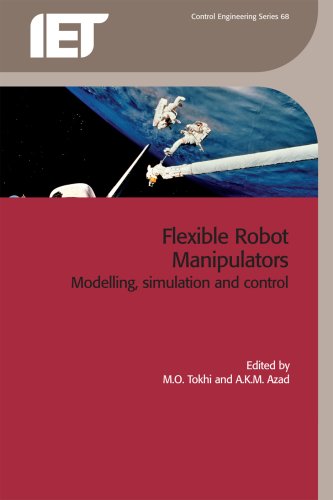 IET
Control Engineering Series 68
Flexible Robot
Manipulators
Modelling, simulation and control
Edited by
M.O. Tokhi and A.K.M. Azad